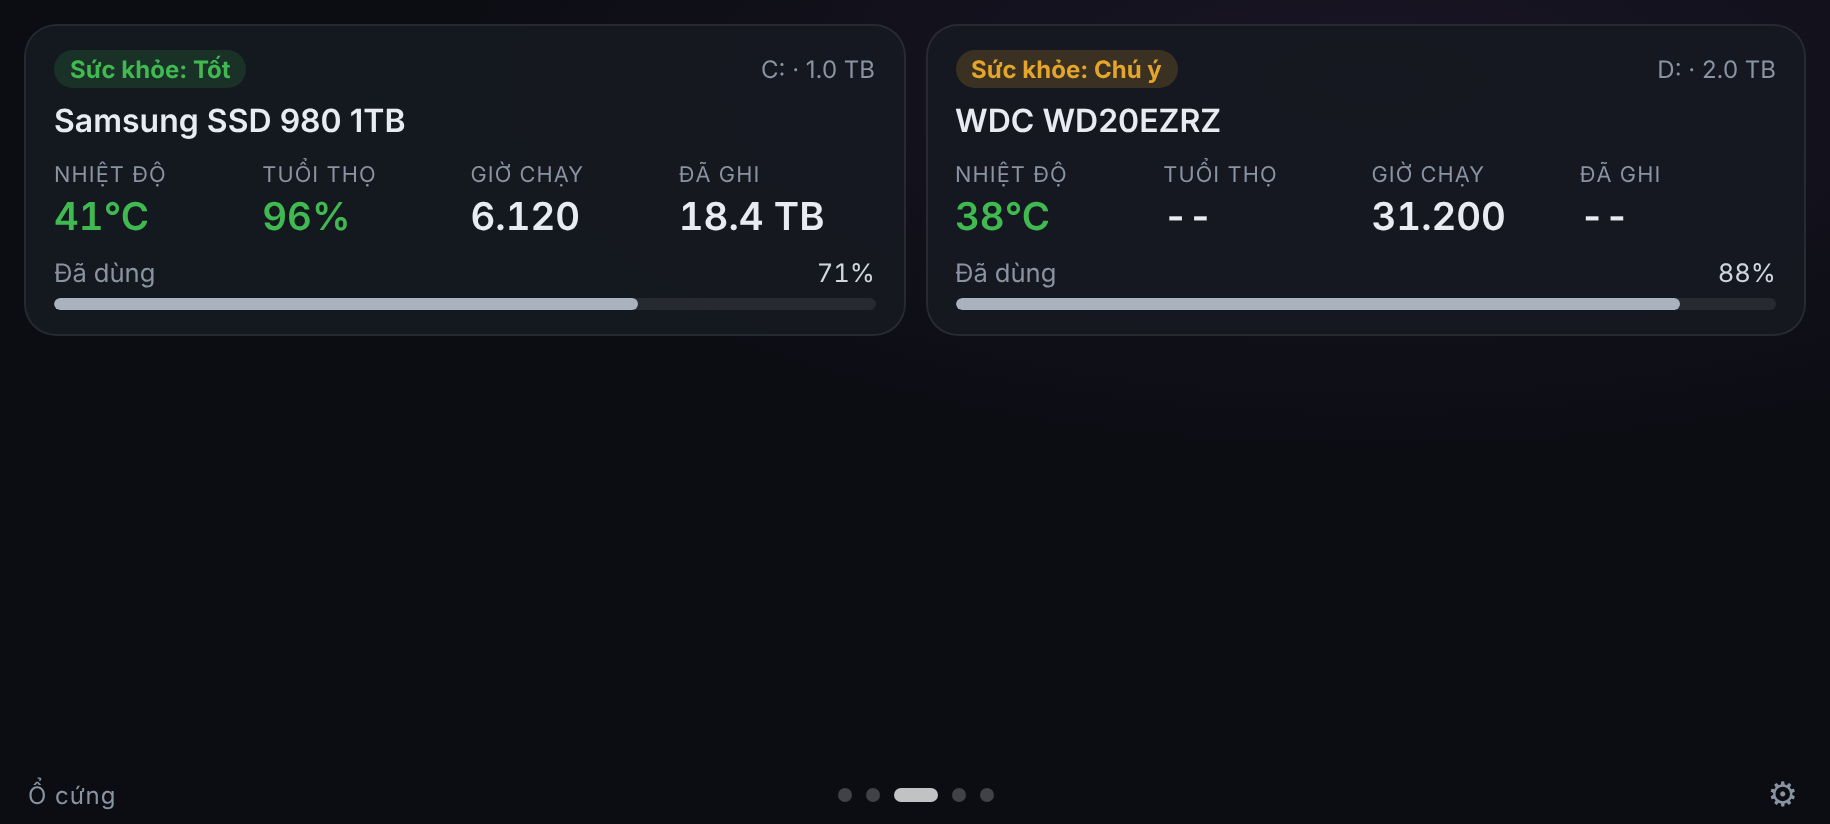 Sức khỏe: Tốt
C: · 1.0 TB
Samsung SSD 980 1TB
NHIỆT ĐỘ TUỔI THỌ GIỜ CHẠY ĐÃ GHI
41°C 96% 6.120 18.4 TB
Đã dùng 71%
Sức khỏe: Chú ý
D: · 2.0 TB
WDC WD20EZRZ
NHIỆT ĐỘ TUỔI THỌ GIỜ CHẠY ĐÃ GHI
38°C -- 31.200 --
Đã dùng 88%
Ổ cứng